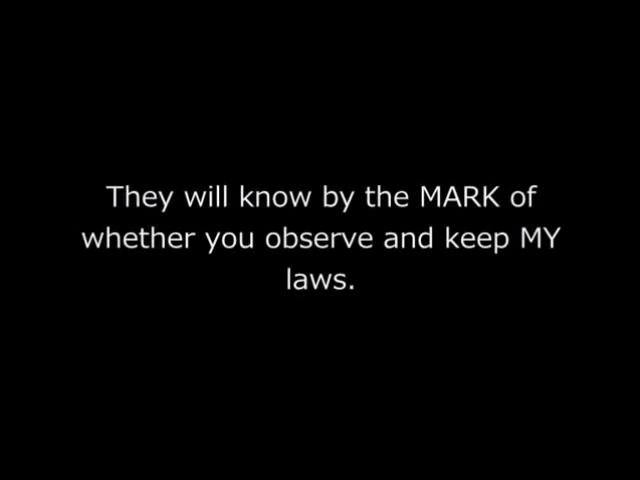 They will know by the MARK of
whether you observe and keep MY
laws.